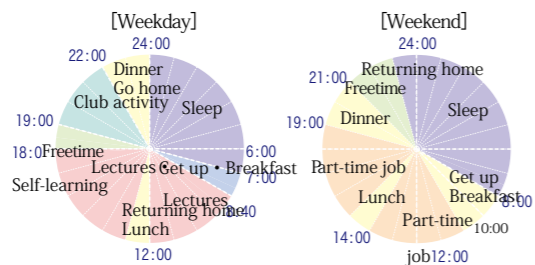 [Weekday]
24:00
22:00
Dinner
Go home
Club activity
Sleep
19:00
18:0
Freetime
6:00
Lectures・Get up・Breakfast
7:00
Self-learning
Lectures
8:40
Returning home
Lunch
12:00
[Weekend]
24:00
Returning home
21:00
Freetime
Sleep
19:00
Dinner
Part-time job
Get up
Breakfast
8:00
Lunch
Part-time
10:00
14:00
job12:00